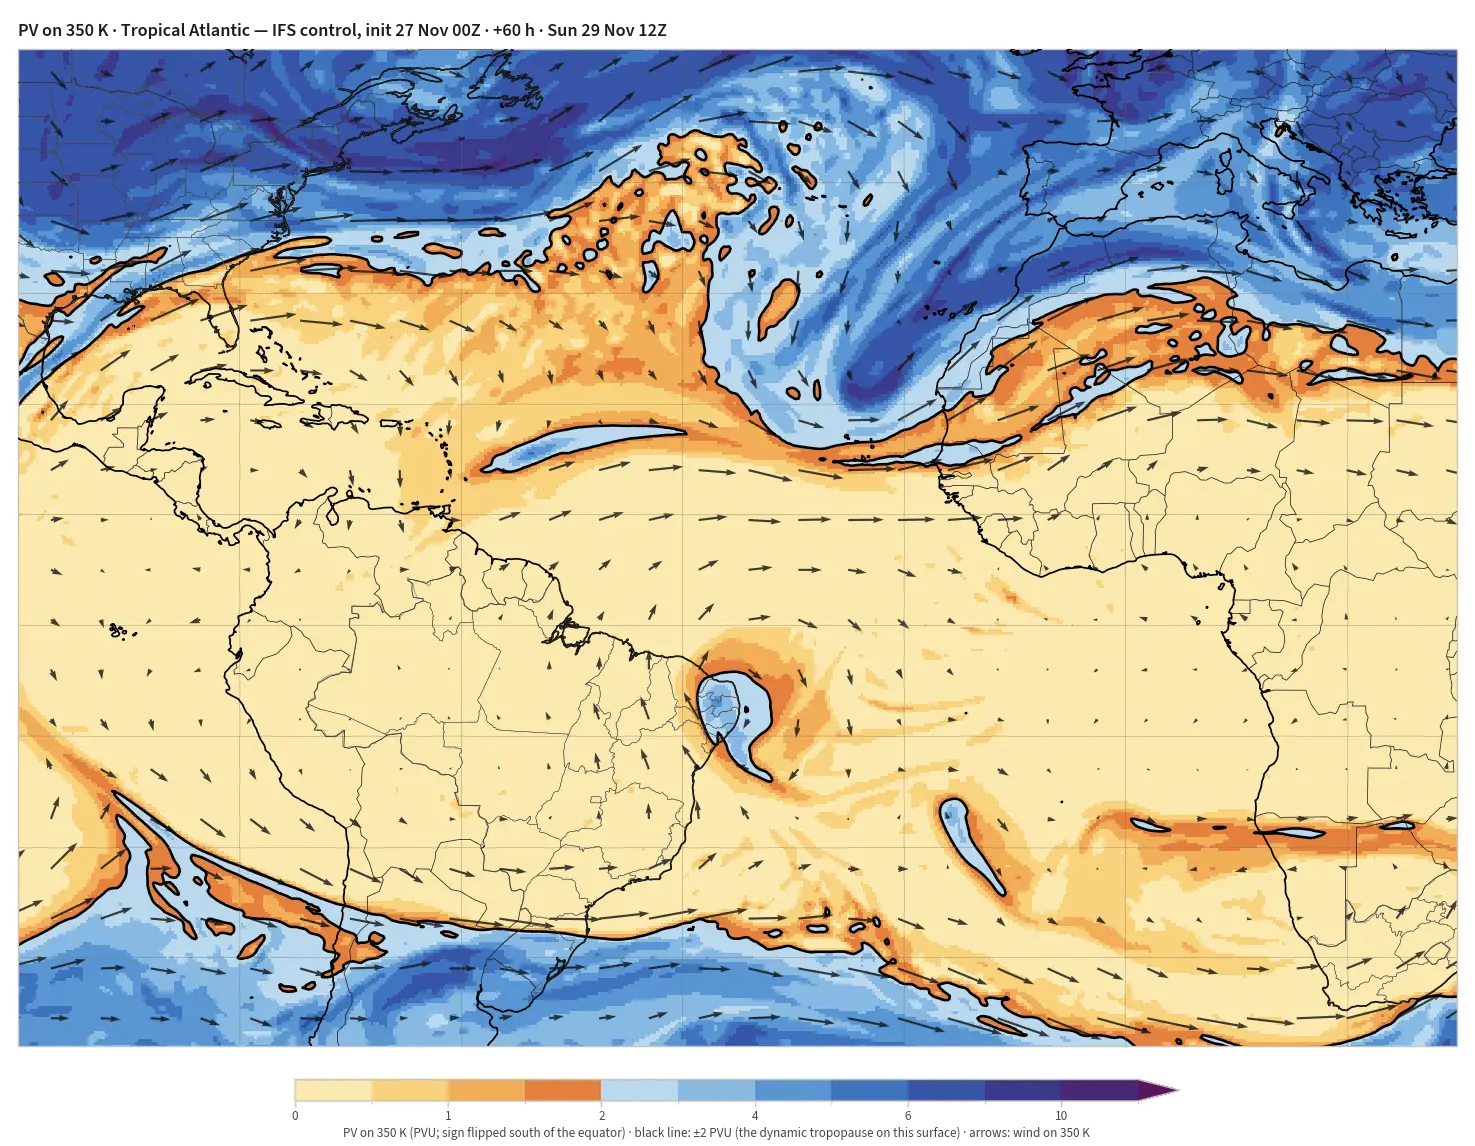 PV on 350 K · Tropical Atlantic — IFS control, init 27 Nov 00Z · +60 h · Sun 29 Nov 12Z
0 1 2 4 6 10
PV on 350 K (PVU; sign flipped south of the equator) · black line: ±2 PVU (the dynamic tropopause on this surface) · arrows: wind on 350 K